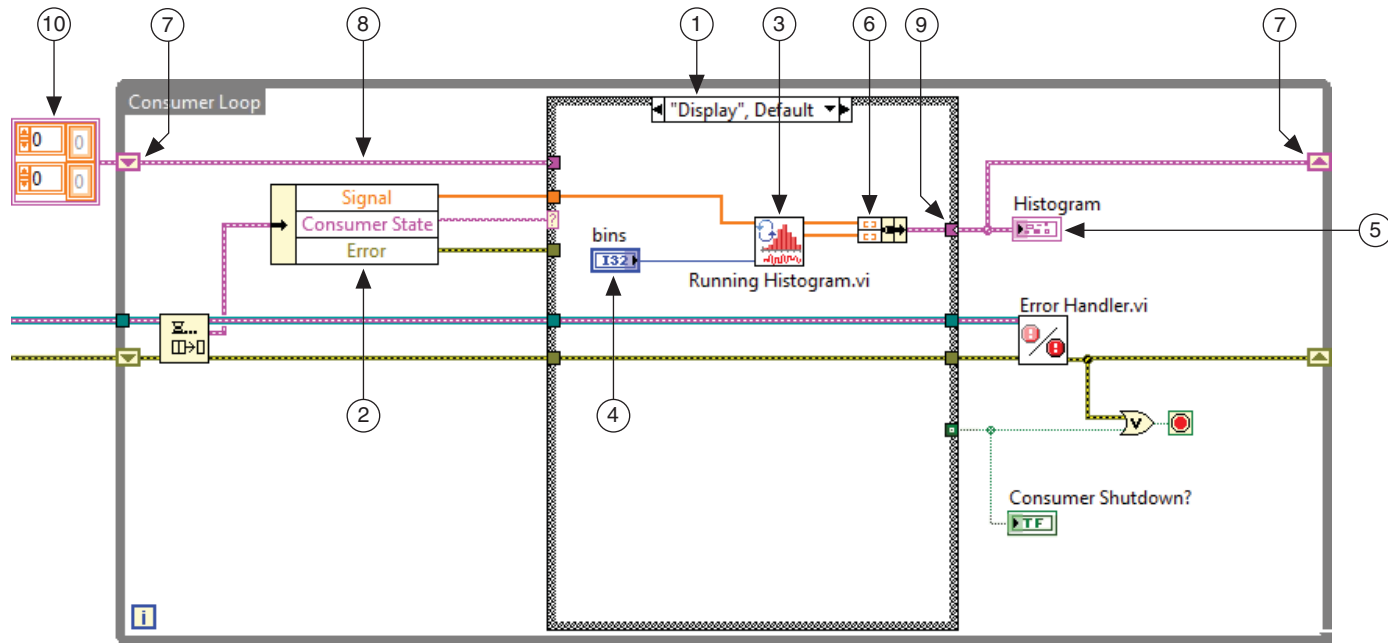 10
7
8
1
3
6
9
7
Consumer Loop
"Display", Default
0
0
0
0
Signal
Consumer State
Error
?
bins
I32
Running Histogram.vi
Histogram
5
Error Handler.vi
2
4
V
Consumer Shutdown?
TF
i